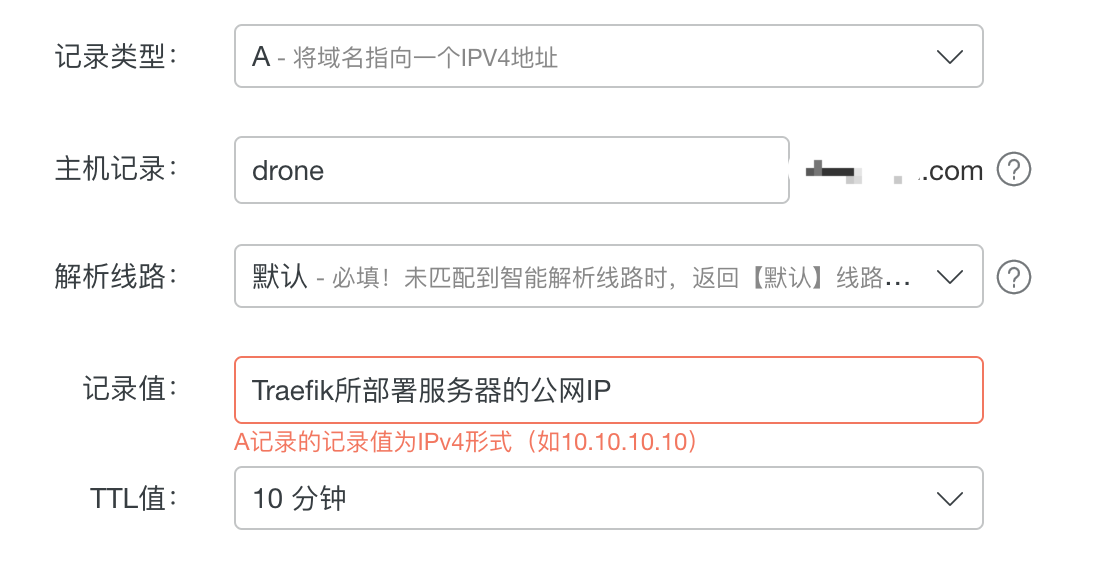 记录类型： A - 将域名指向一个IPV4地址
主机记录： drone .com ?
解析线路： 默认 - 必填！未匹配到智能解析线路时，返回【默认】线路... ?
记录值： Traefik所部署服务器的公网IP
A记录的记录值为IPv4形式（如10.10.10.10）
TTL值： 10 分钟